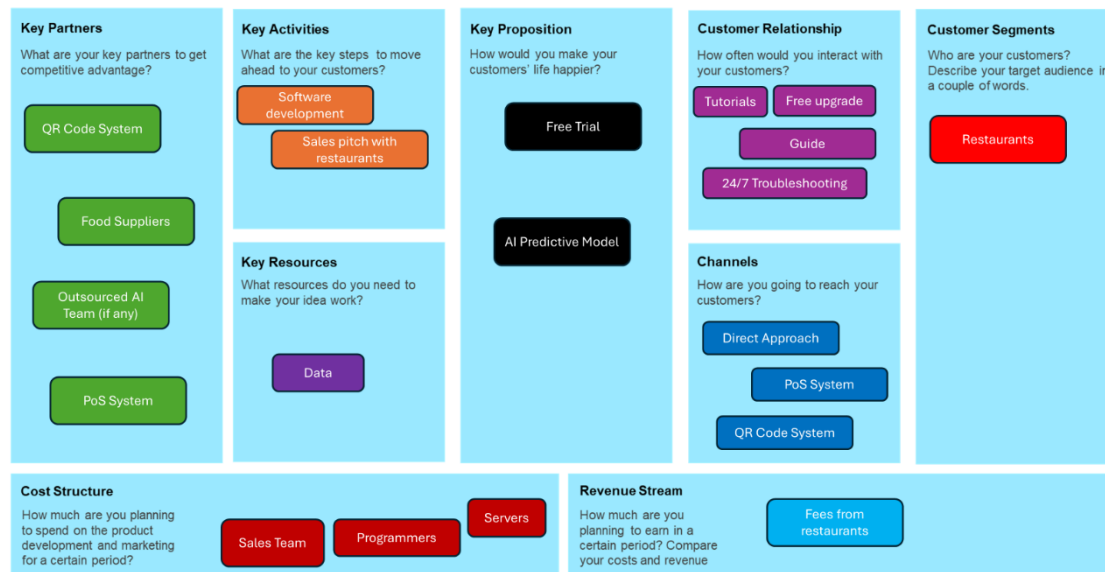 Key Partners
What are your key partners to get
competitive advantage?
QR Code System
Food Suppliers
Outsourced AI
Team (if any)
PoS System
Key Activities
What are the key steps to move
ahead to your customers?
Software
development
Sales pitch with
restaurants
Key Resources
What resources do you need to
make your idea work?
Data
Key Proposition
How would you make your
customers' life happier?
Free Trial
AI Predictive Model
Customer Relationship
How often would you interact with
your customers?
Tutorials
Free upgrade
Guide
24/7 Troubleshooting
Channels
How are you going to reach your
customers?
Direct Approach
PoS System
QR Code System
Customer Segments
Who are your customers?
Describe your target audience in
a couple of words.
Restaurants
Cost Structure
How much are you planning
to spend on the product
development and marketing
for a certain period?
Sales Team
Programmers
Servers
Revenue Stream
How much are you
planning to earn in a
certain period? Compare
your costs and revenue
Fees from
restaurants